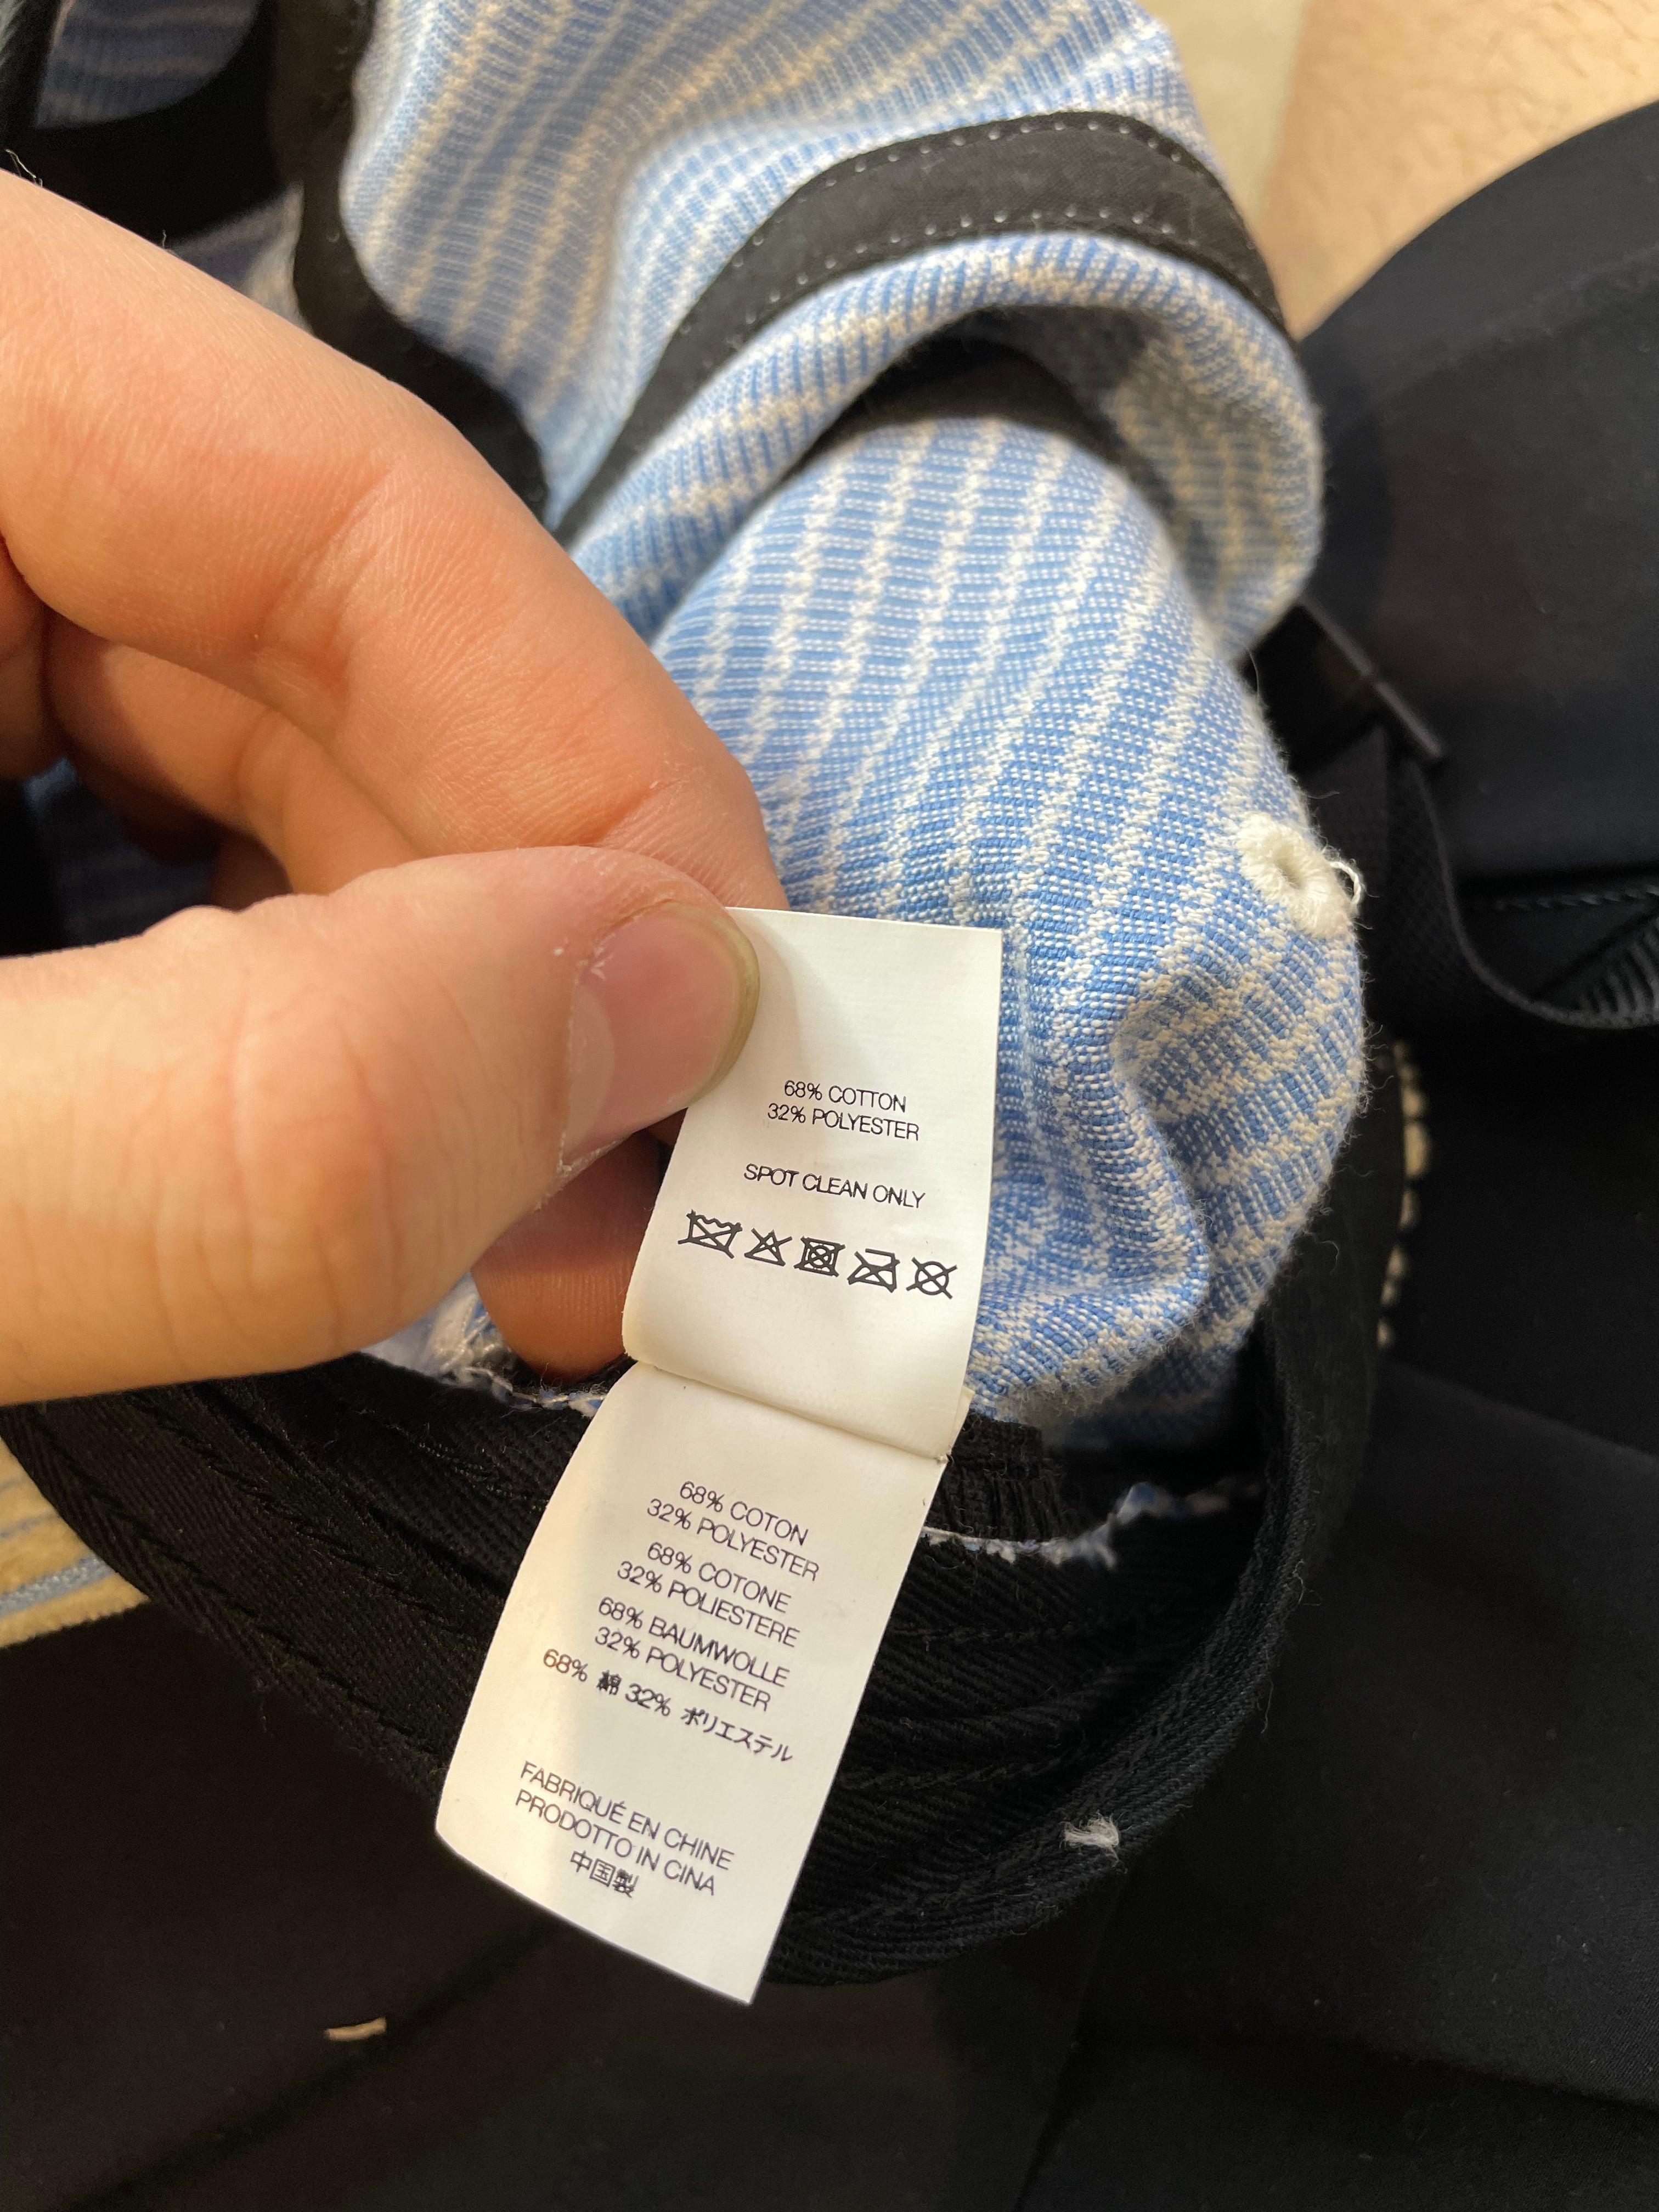 68% COTTON
32% POLYESTER
SPOT CLEAN ONLY
68% COTON
32% POLYESTER
68% COTONE
32% POLIESTERE
68% BAUMWOLLE
32% POLYESTER
68% 綿 32% ポリエステル
FABRIQUÉ EN CHINE
PRODOTTO IN CINA
中国製